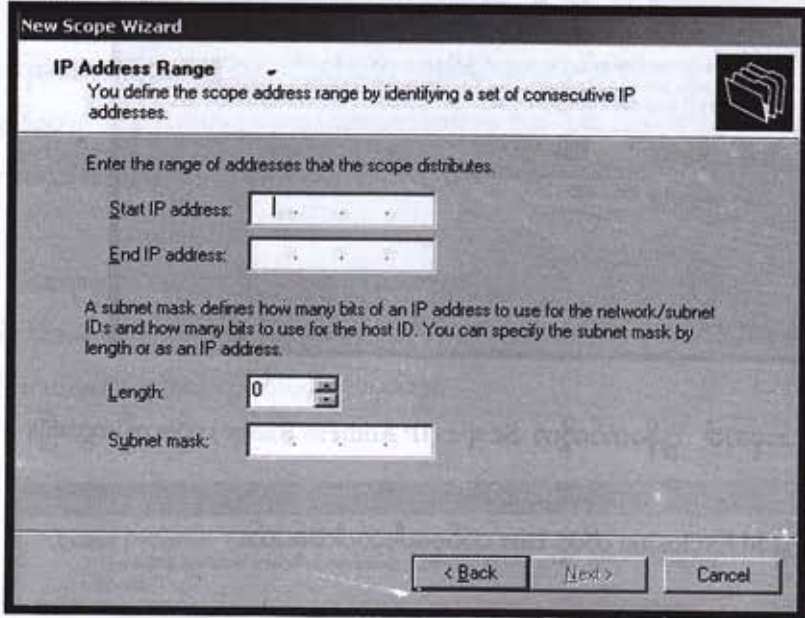 New Scope Wizard
IP Address Range
You define the scope address range by identifying a set of consecutive IP
addresses.
Enter the range of addresses that the scope distributes.
Start IP address:
End IP address:
A subnet mask defines how many bits of an IP address to use for the network/subnet
IDs and how many bits to use for the host ID. You can specify the subnet mask by
length or as an IP address.
Length: 0
Subnet mask:
< Back Next > Cancel